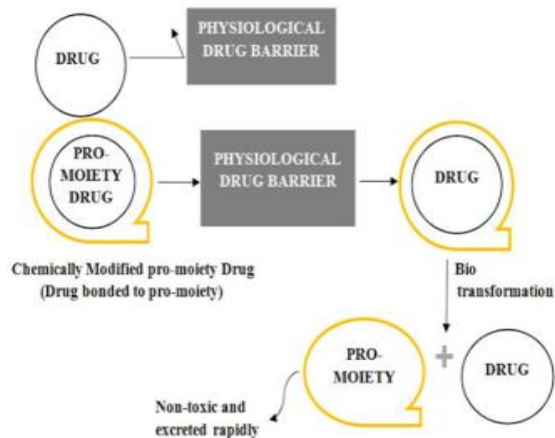 DRUG
PHYSIOLOGICAL
DRUG BARRIER
PRO-
MOIETY
DRUG
PHYSIOLOGICAL
DRUG BARRIER
DRUG
Chemically Modified pro-moiety Drug
(Drug bonded to pro-moiety)
Bio
transformation
PRO-
MOIETY
+
DRUG
Non-toxic and
excreted rapidly